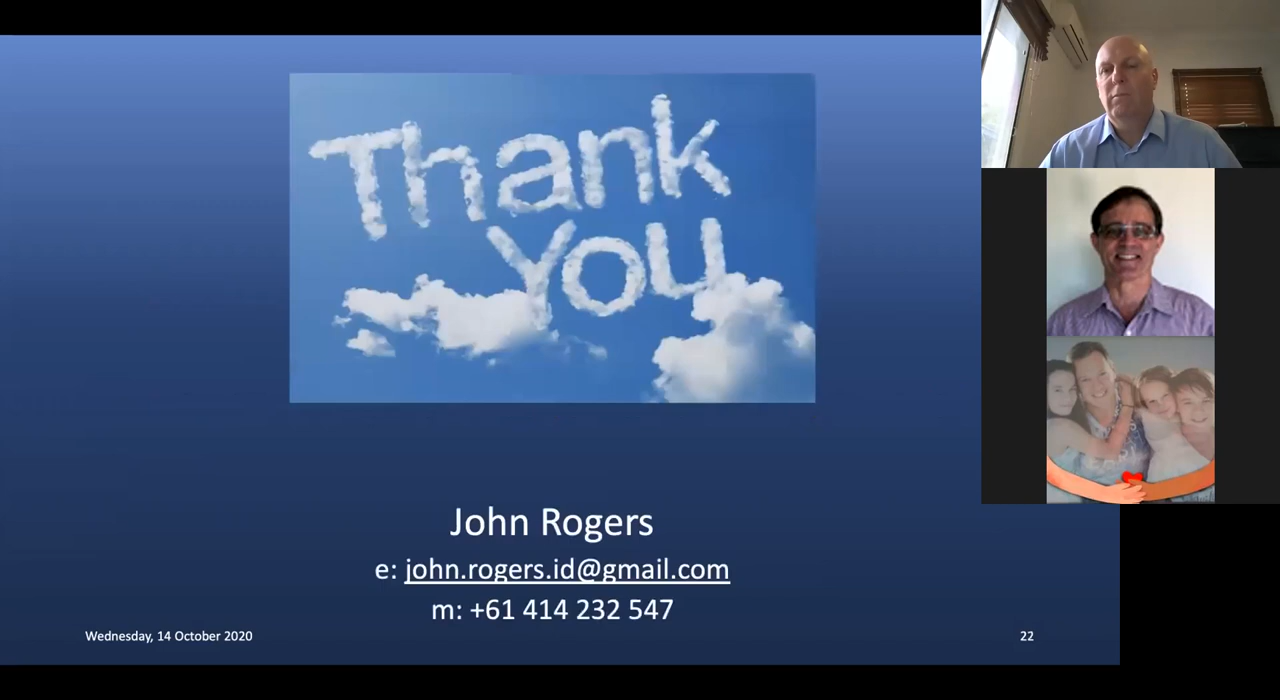 Thank
You
John Rogers
e: john.rogers.id@gmail.com
m: +61 414 232 547
Wednesday, 14 October 2020
22